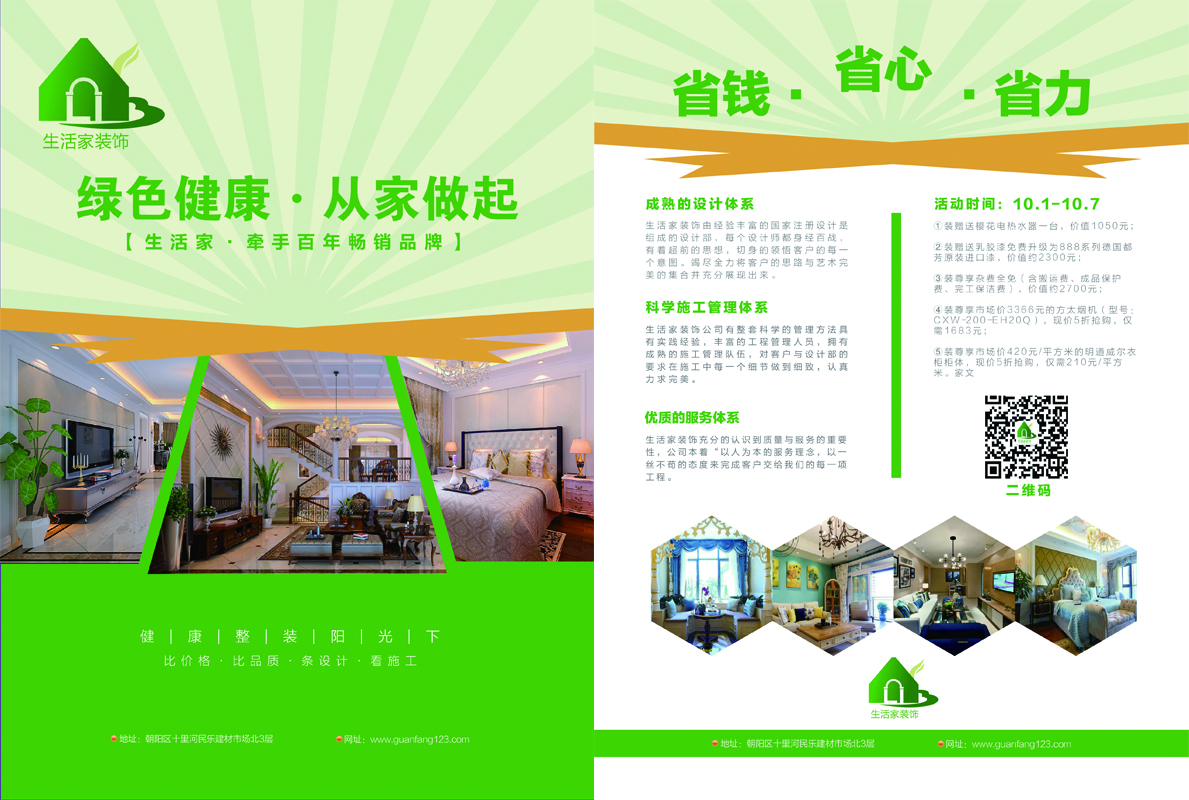 生活家装饰
绿色健康·从家做起
【生活家·牵手百年畅销品牌】
健|康|整|装|阳|光|下
比价格·比品质·条设计·看施工
地址：朝阳区十里河民乐建材市场北3层
网址：www.guanfang123.com
省钱·省心·省力
成熟的设计体系
生活家装饰由经验丰富的国家注册设计是
组成的设计部、每个设计师都身经百战、
有着超前的思想，切身的领悟客户的每一
个意图。竭尽全力将客户的思路与艺术完
美的集合并充分展现出来。
科学施工管理体系
生活家装饰公司有整套科学的管理方法具
有实践经验，丰富的工程管理人员，拥有
成熟的施工管理队伍，对客户与设计部的
要求在施工中每一个细节做到细致，认真
力求完美。
优质的服务体系
生活家装饰充分的认识到质量与服务的重要
性，公司本着“以人为本的服务理念，以一
丝不苟的态度来完成客户交给我们的每一项
工程。
活动时间：10.1-10.7
①装赠送樱花电热水器一台，价值1050元；
②装赠送乳胶漆免费升级为888系列德国都
芳原装进口漆，价值约2300元；
③装尊享杂费全免（含搬运费、成品保护
费、完工保洁费），价值约2700元；
④装尊享市场价3366元的方太烟机（型号：
CXW-200-EH20Q），现价5折抢购，仅
需1683元；
⑤装尊享市场价420元/平方米的明道威尔衣
柜柜体，现价5折抢购，仅需210元/平方
米。家文
二维码
生活家装饰
地址：朝阳区十里河民乐建材市场北3层
网址：www.guanfang123.com